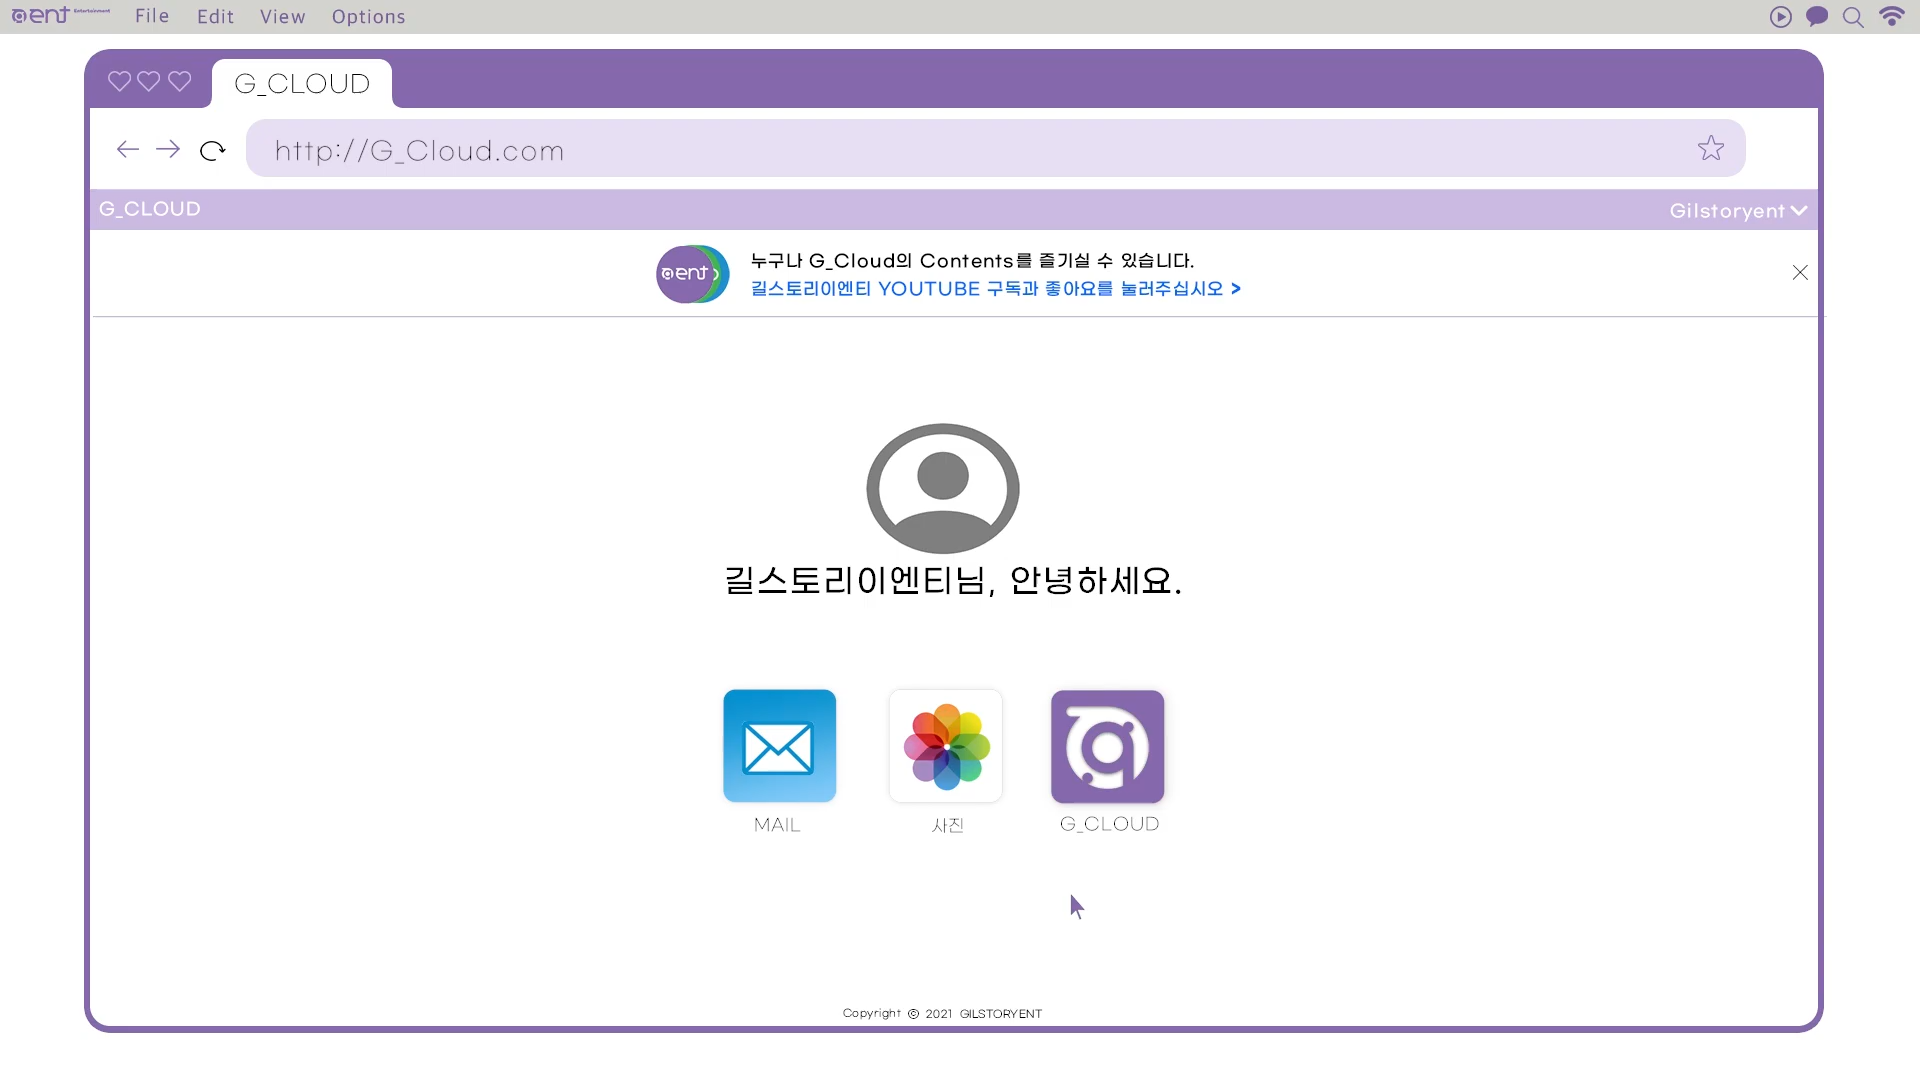 ent Entertainment File Edit View Options
G_CLOUD
http://G_Cloud.com
G_CLOUD Gilstoryent
ent
누구나 G_Cloud의 Contents를 즐기실 수 있습니다.
길스토리이엔티 YOUTUBE 구독과 좋아요를 눌러주십시오 >
길스토리이엔티님, 안녕하세요.
MAIL 사진 G_CLOUD
Copyright © 2021 GILSTORYENT